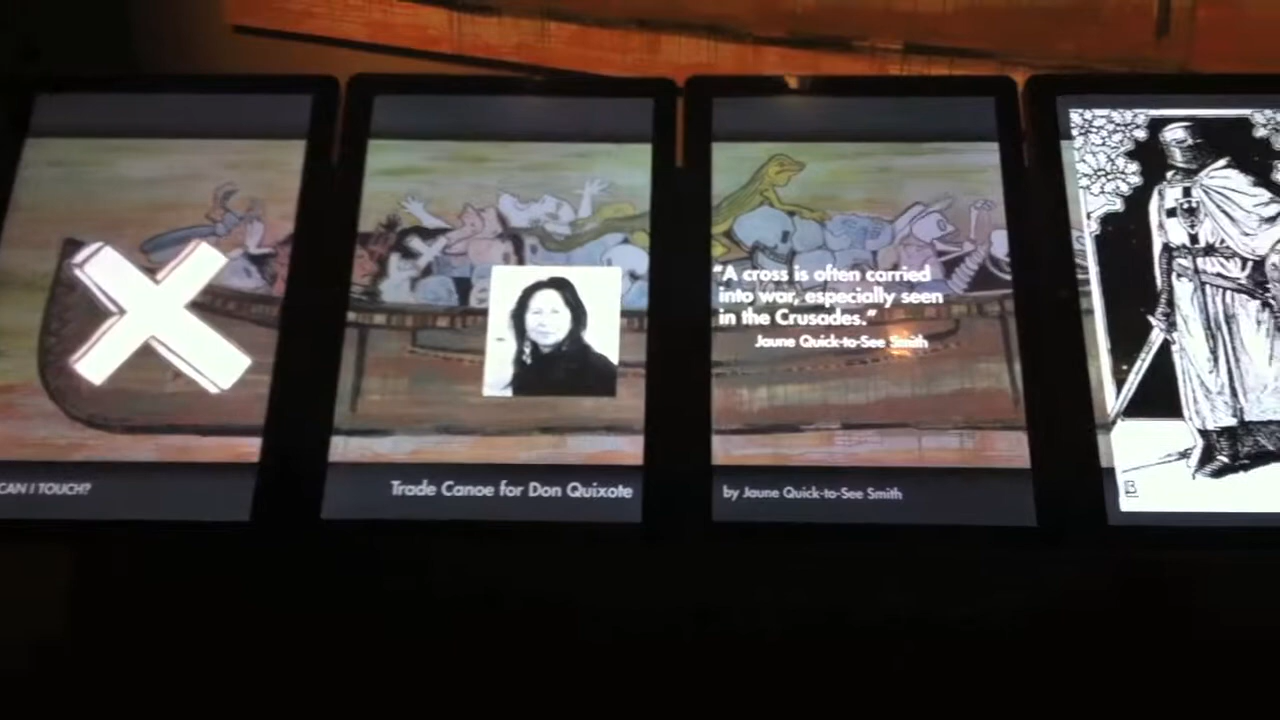 "A cross is often carried
into war, especially seen
in the Crusades."
Jaune Quick-to-See Smith
CAN I TOUCH?
Trade Canoe for Don Quixote
by Jaune Quick-to-See Smith